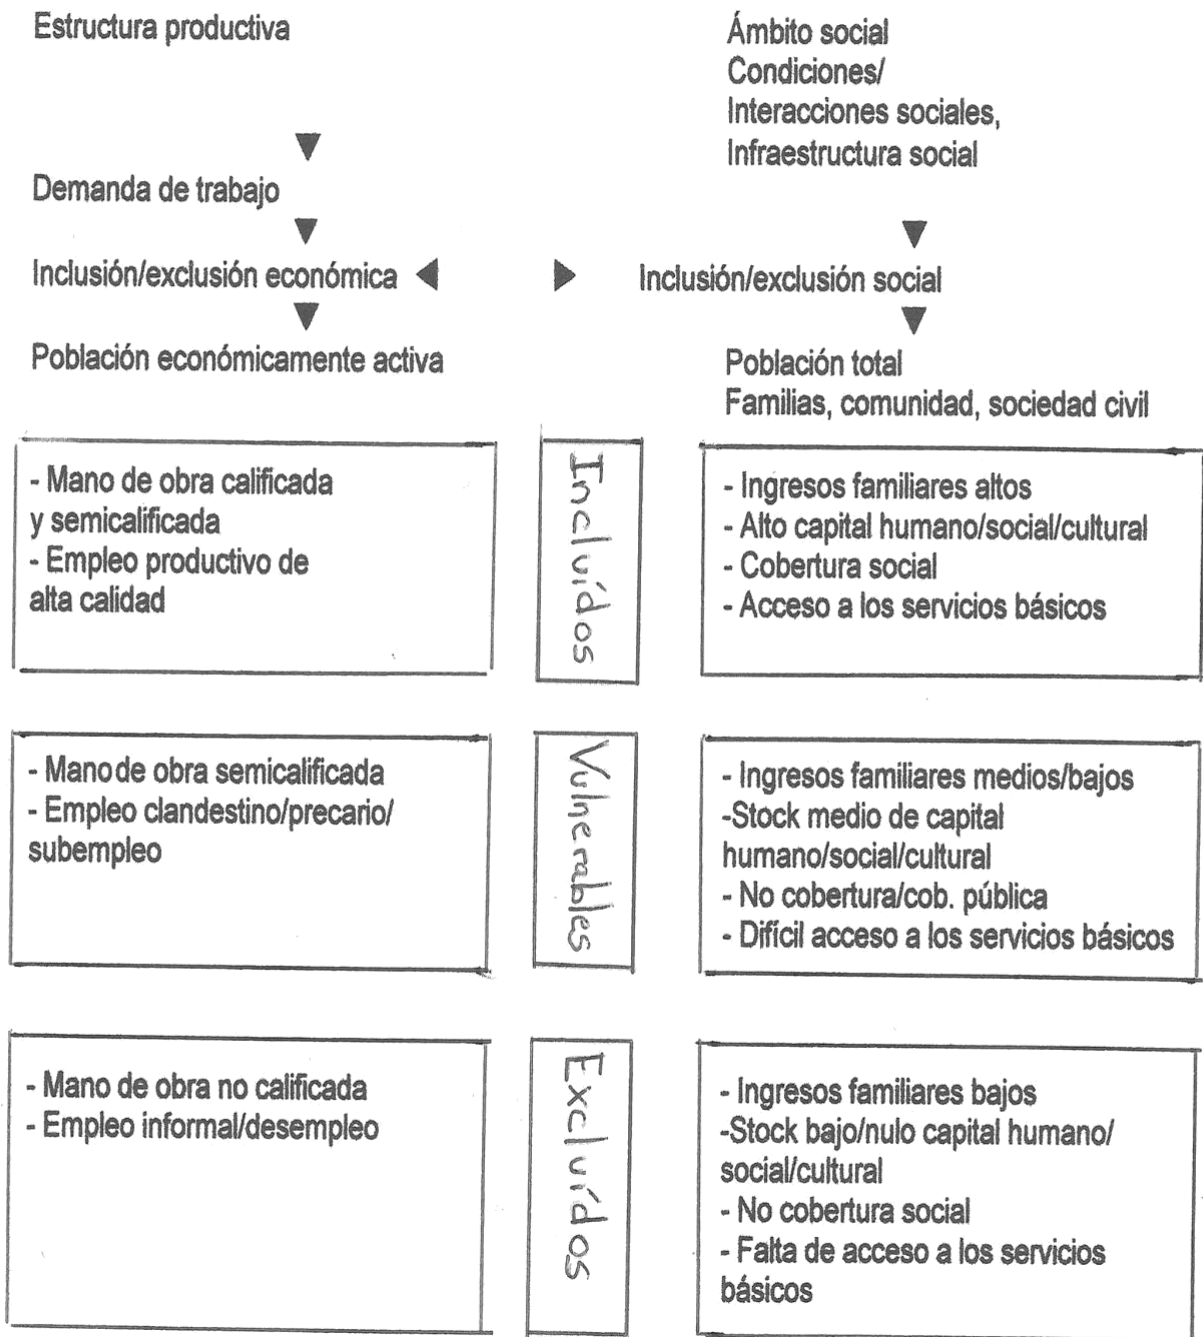 Estructura productiva
Ámbito social
Condiciones/
Interacciones sociales,
Infraestructura social
Demanda de trabajo
Inclusión/exclusión económica
Inclusión/exclusión social
Población económicamente activa
Población total
Familias, comunidad, sociedad civil
- Mano de obra calificada
y semicalificada
- Empleo productivo de
alta calidad
Incluídos
- Ingresos familiares altos
- Alto capital humano/social/cultural
- Cobertura social
- Acceso a los servicios básicos
- Mano de obra semicalificada
- Empleo clandestino/precario/
subempleo
Vulnerables
- Ingresos familiares medios/bajos
-Stock medio de capital
humano/social/cultural
- No cobertura/cob. pública
- Difícil acceso a los servicios básicos
- Mano de obra no calificada
- Empleo informal/desempleo
Excluídos
- Ingresos familiares bajos
-Stock bajo/nulo capital humano/
social/cultural
- No cobertura social
- Falta de acceso a los servicios
básicos